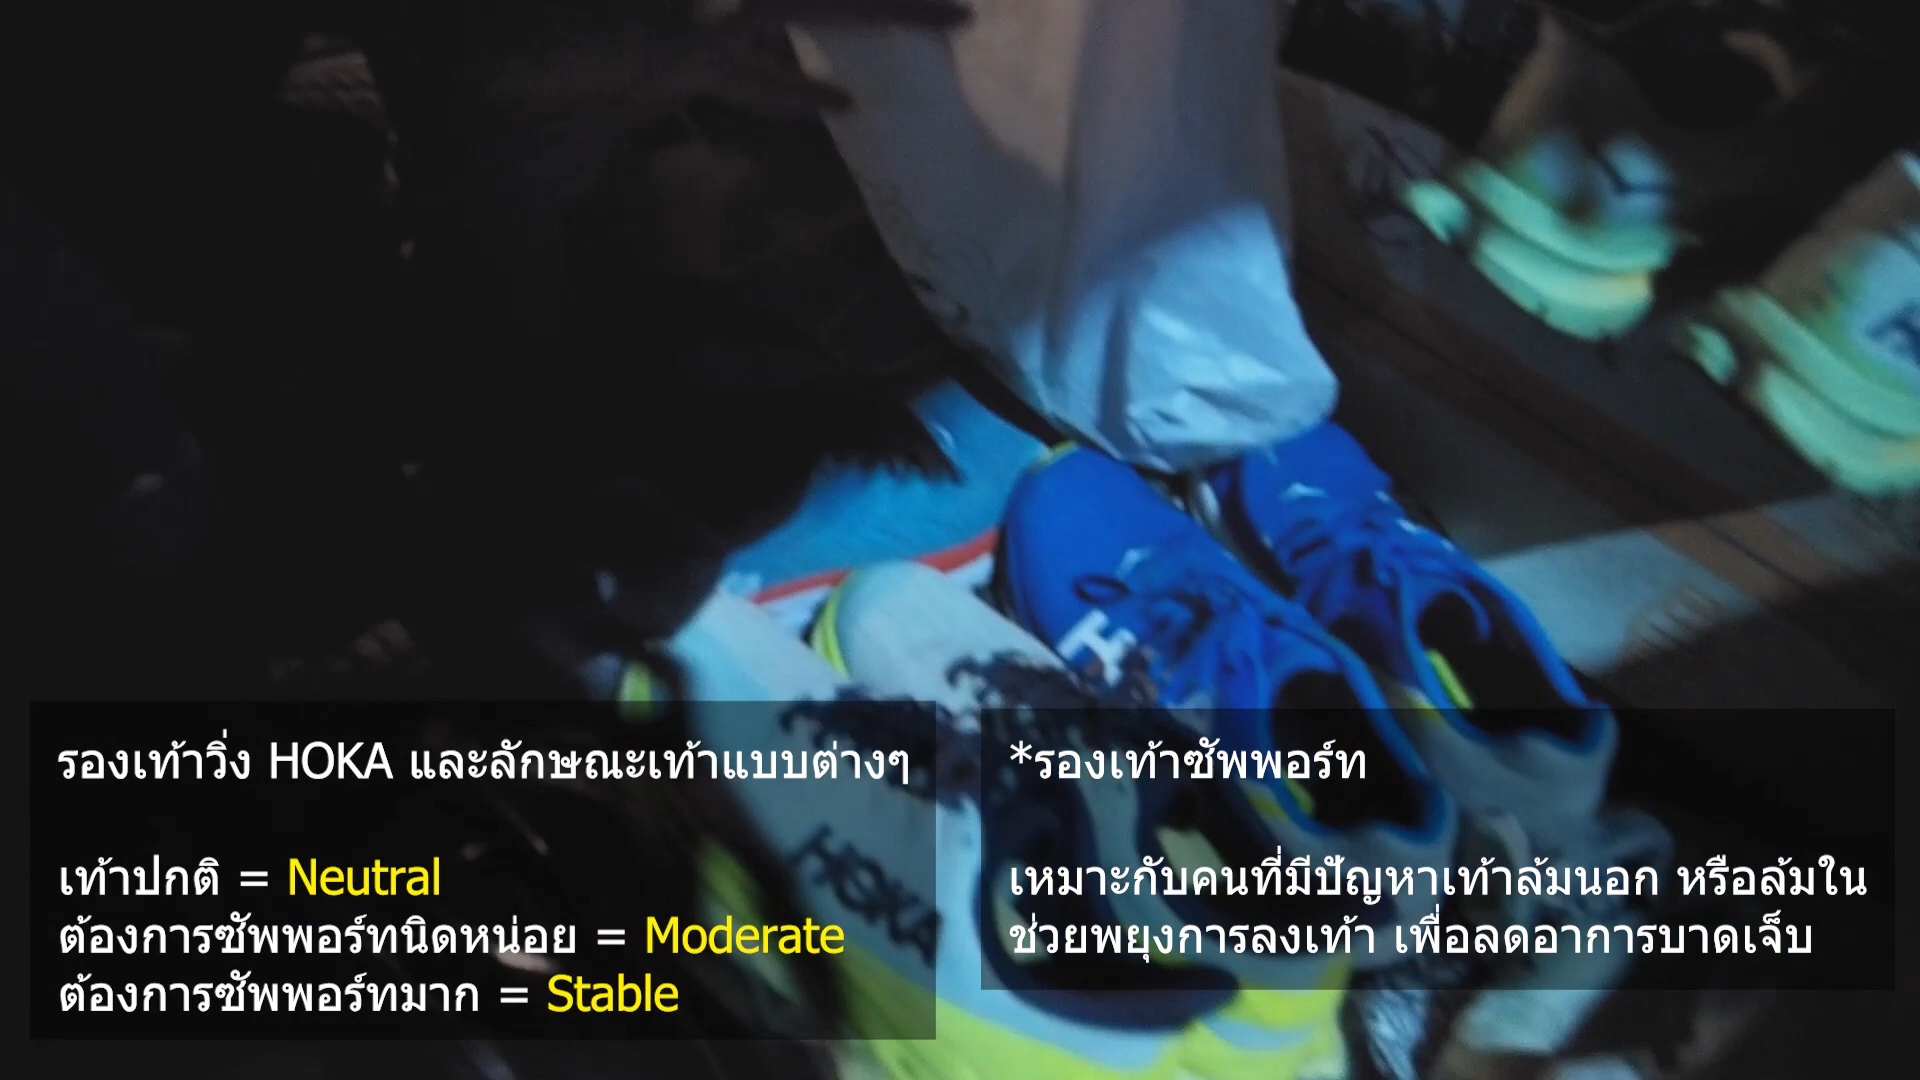 รองเท้าวิ่ง HOKA และลักษณะเท้าแบบต่างๆ
เท้าปกติ = Neutral
ต้องการซัพพอร์ทนิดหน่อย = Moderate
ต้องการซัพพอร์ทมาก = Stable
*รองเท้าซัพพอร์ท
เหมาะกับคนที่มีปัญหาเท้าล้มนอก หรือล้มใน
ช่วยพยุงการลงเท้า เพื่อลดอาการบาดเจ็บ
HOKA